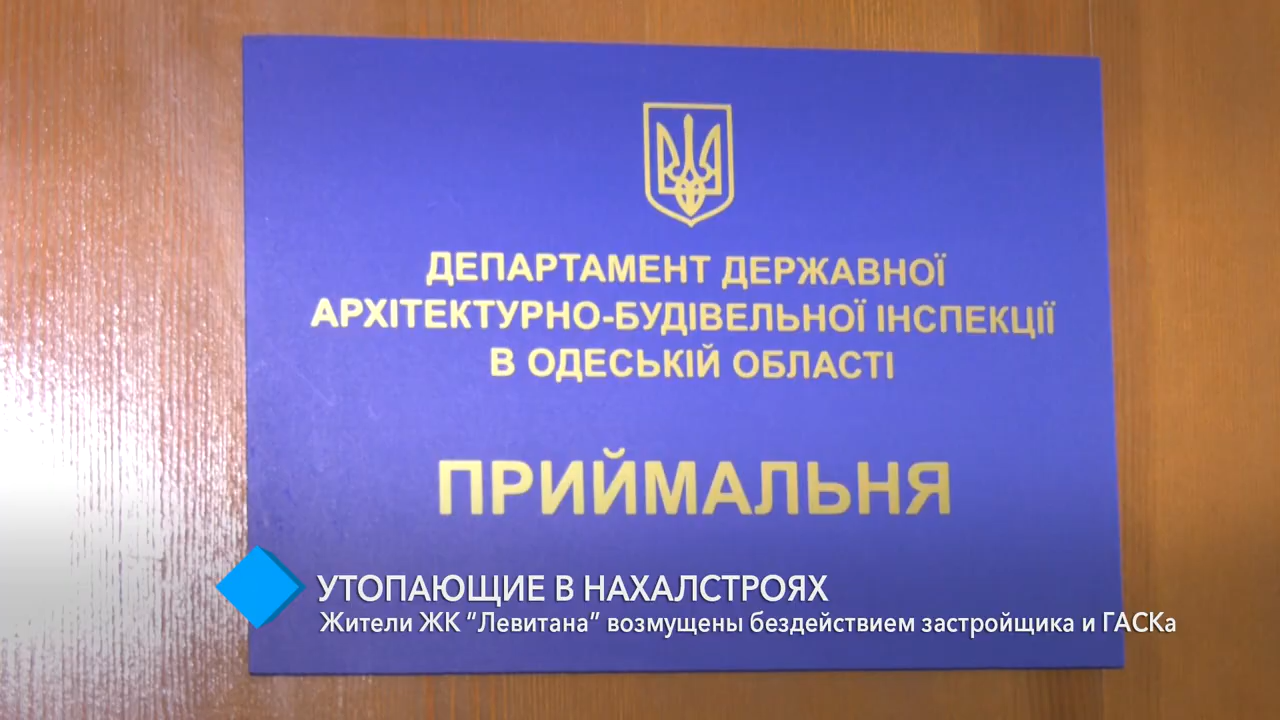 ДЕПАРТАМЕНТ ДЕРЖАВНОЇ
АРХІТЕКТУРНО-БУДІВЕЛЬНОЇ ІНСПЕКЦІЇ
В ОДЕСЬКІЙ ОБЛАСТІ
ПРИЙМАЛЬНЯ
УТОПАЮЩИЕ В НАХАЛСТРОЯХ
Жители ЖК “Левитана” возмущены бездействием застройщика и ГАСКа